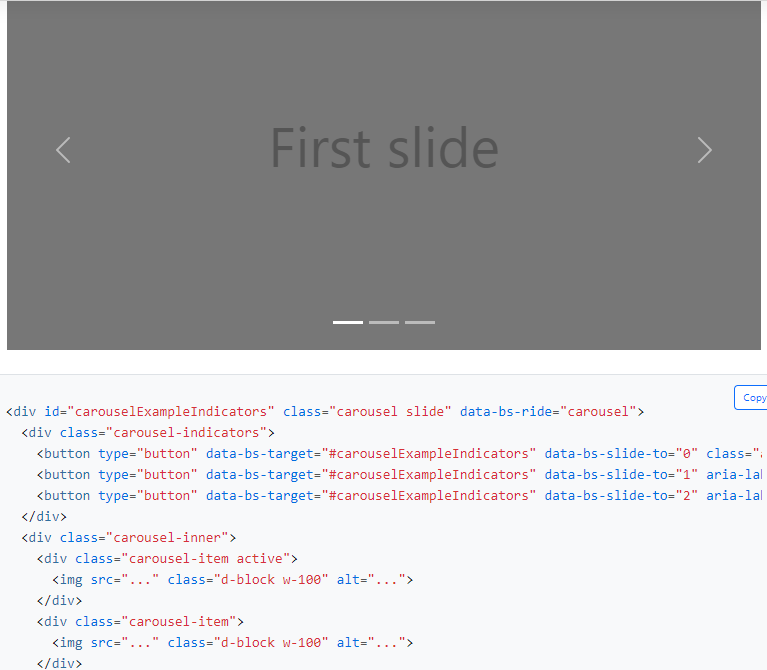 First slide
Copy
<div id="carouselExampleIndicators" class="carousel slide" data-bs-ride="carousel">
<div class="carousel-indicators">
<button type="button" data-bs-target="#carouselExampleIndicators" data-bs-slide-to="0" class="a
<button type="button" data-bs-target="#carouselExampleIndicators" data-bs-slide-to="1" aria-lab
<button type="button" data-bs-target="#carouselExampleIndicators" data-bs-slide-to="2" aria-lab
</div>
<div class="carousel-inner">
<div class="carousel-item active">
<img src="..." class="d-block w-100" alt="...">
</div>
<div class="carousel-item">
<img src="..." class="d-block w-100" alt="...">
</div>